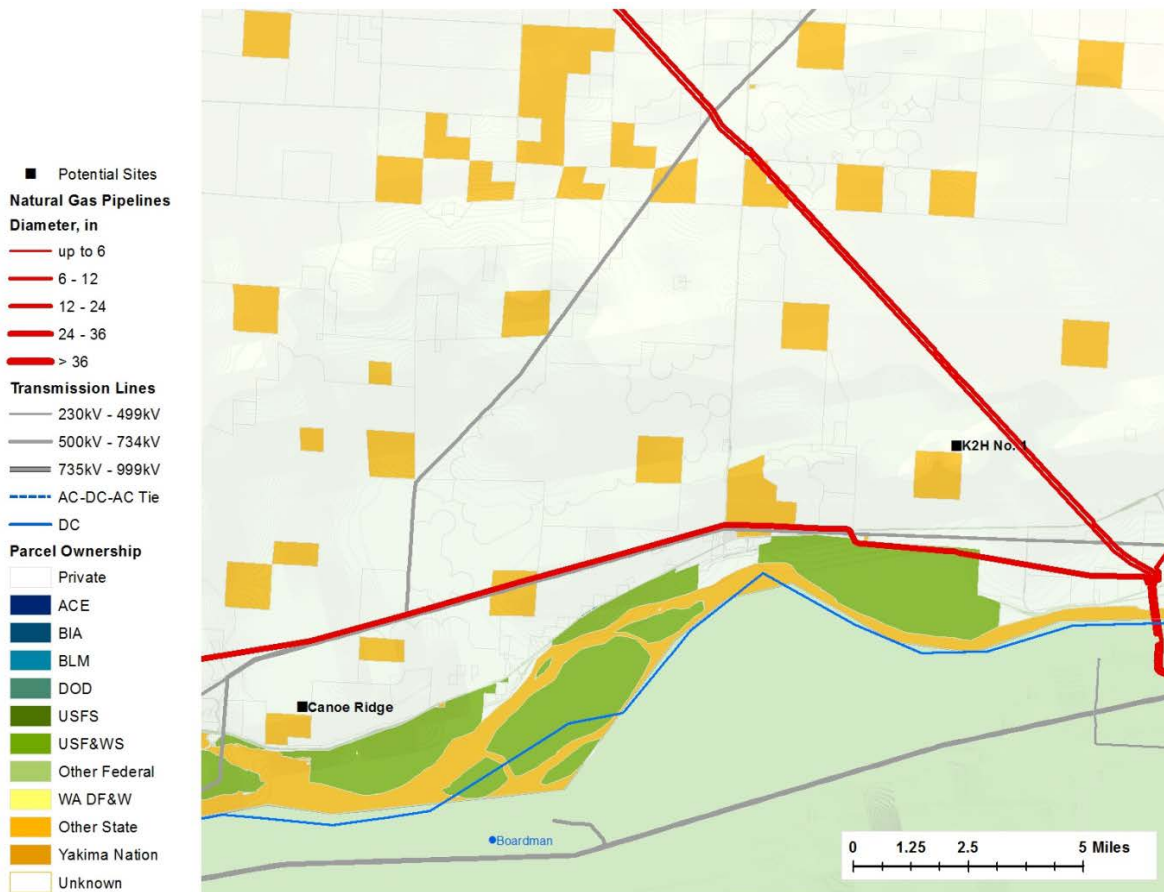 Potential Sites
Natural Gas Pipelines
Diameter, in
up to 6
6 - 12
12 - 24
24 - 36
> 36
Transmission Lines
230kV - 499kV
500kV - 734kV
735kV - 999kV
AC-DC-AC Tie
DC
Parcel Ownership
Private
ACE
BIA
BLM
DOD
USFS
USF&WS
Other Federal
WA DF&W
Other State
Yakima Nation
Unknown
K2H No. 1
Canoe Ridge
Boardman
0 1.25 2.5 5 Miles